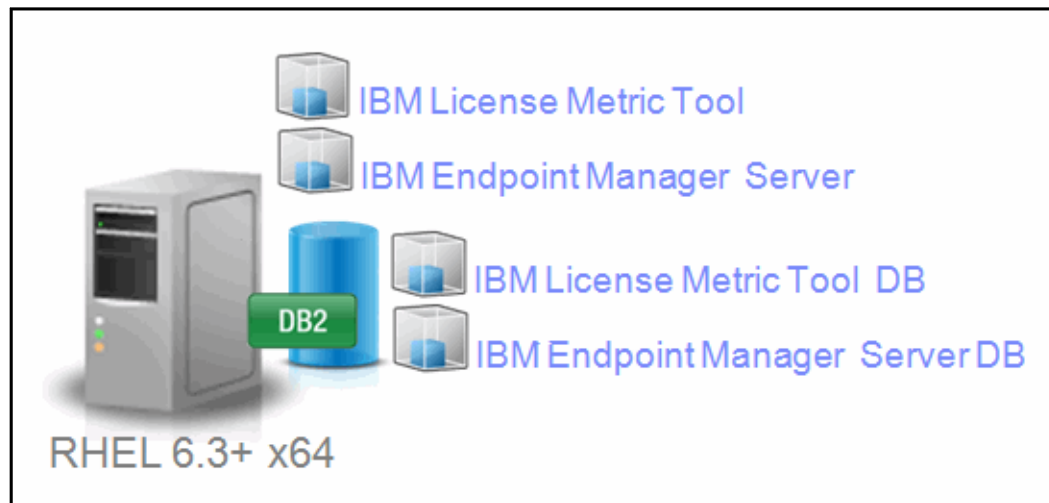 IBM License Metric Tool
IBM Endpoint Manager Server
IBM License Metric Tool DB
DB2
IBM Endpoint Manager Server DB
RHEL 6.3+ x64